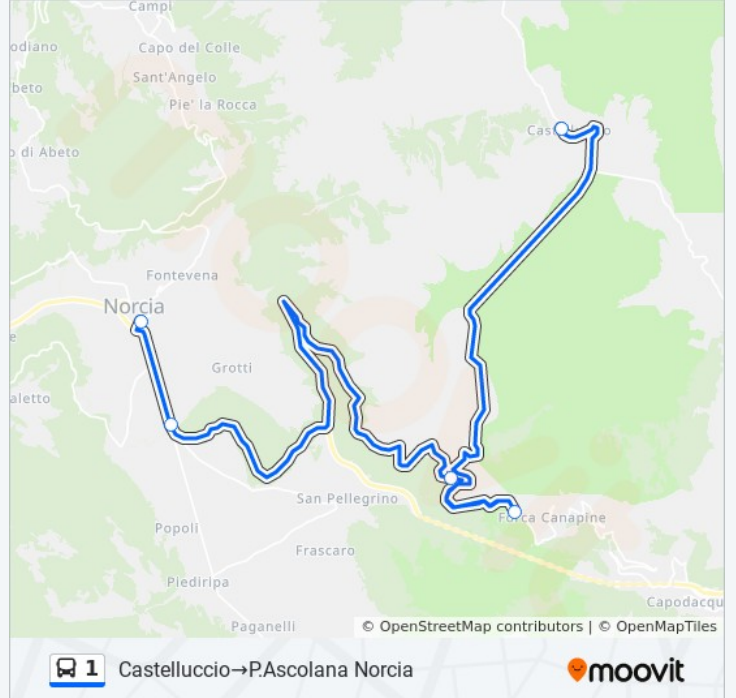 Campi
odiano
Capo del Colle
Sant'Angelo
beto
Pie' la Rocca
o di Abeto
Fontevena
Norcia
e
Grotti
aletto
San Pellegrino
Forca Canapine
Popoli
Frascaro
Piediripa
Capodacqu
Paganelli
© OpenStreetMap contributors | © OpenMapTiles
1 Castelluccio→P.Ascolana Norcia
moovit